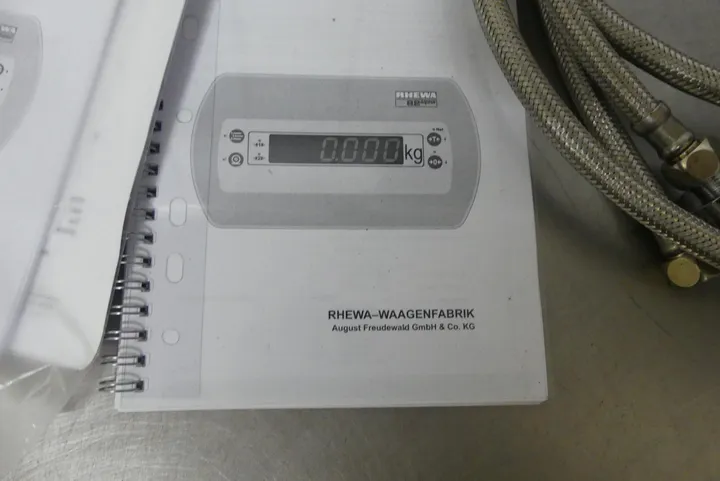 RHEWA
0.000 kg
RHEWA–WAAGENFABRIK
August Freudewald GmbH & Co. KG